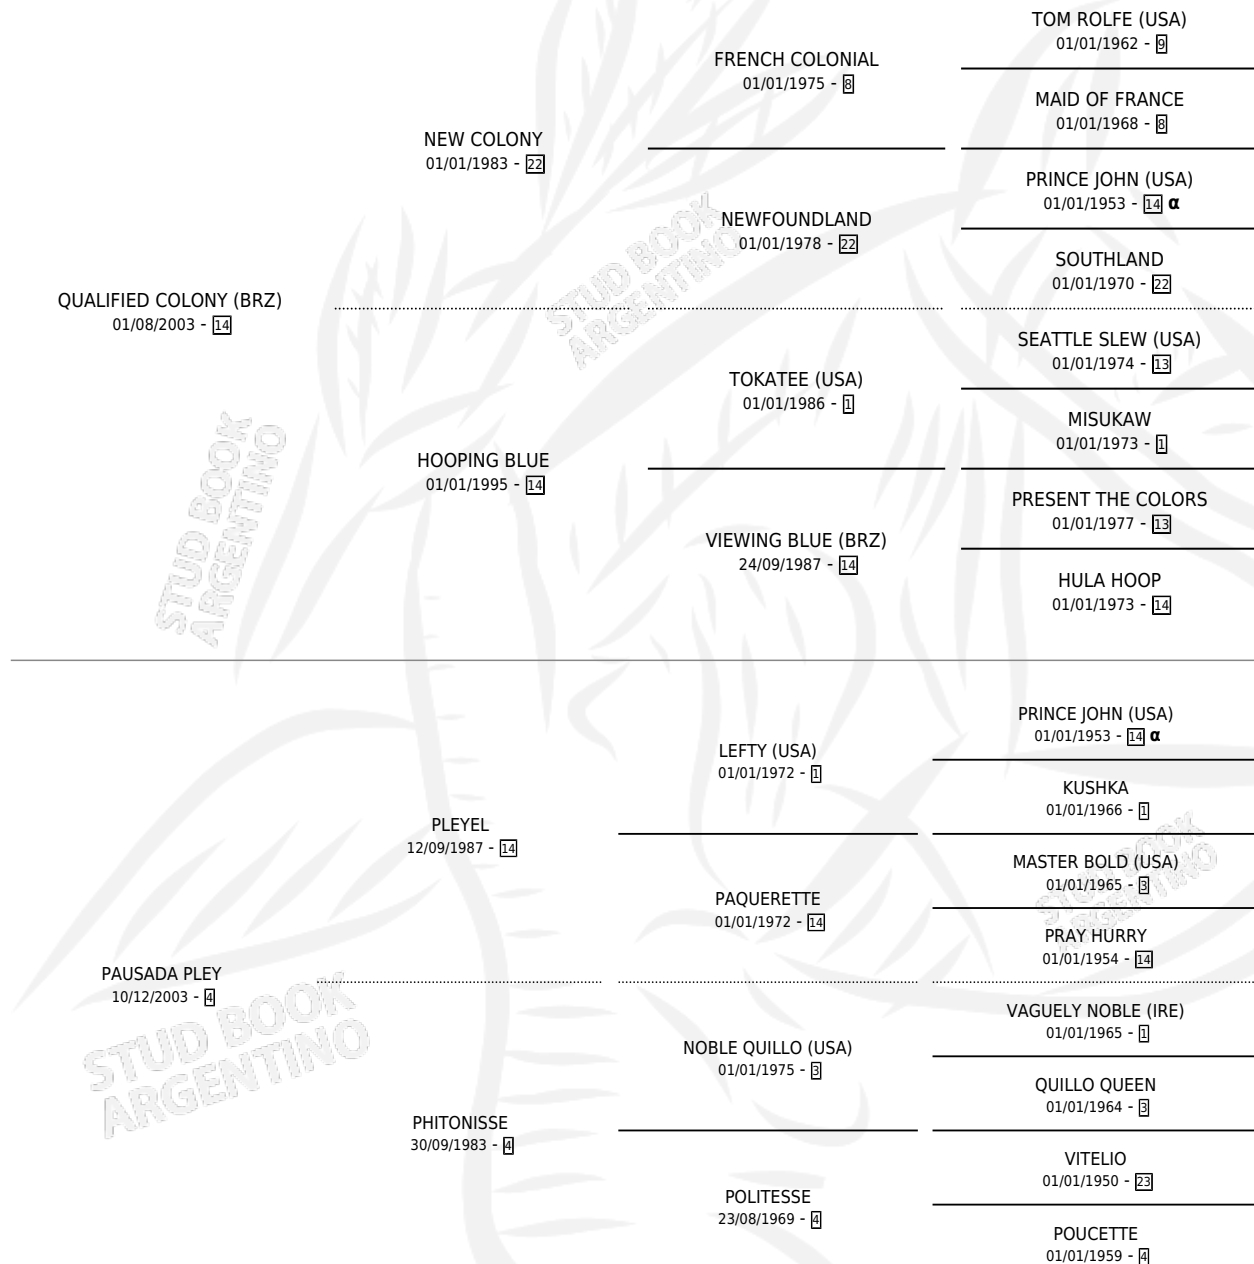 TOM ROLFE (USA)
01/01/1962 - 9
FRENCH COLONIAL
01/01/1975 - 8
MAID OF FRANCE
01/01/1968 - 8
NEW COLONY
01/01/1983 - 22
PRINCE JOHN (USA)
01/01/1953 - 14 α
NEWFOUNDLAND
01/01/1978 - 22
SOUTHLAND
01/01/1970 - 22
QUALIFIED COLONY (BRZ)
01/08/2003 - 14
SEATTLE SLEW (USA)
01/01/1974 - 13
TOKATEE (USA)
01/01/1986 - 1
MISUKAW
01/01/1973 - 1
HOOPING BLUE
01/01/1995 - 14
PRESENT THE COLORS
01/01/1977 - 13
VIEWING BLUE (BRZ)
24/09/1987 - 14
HULA HOOP
01/01/1973 - 14
PRINCE JOHN (USA)
01/01/1953 - 14 α
LEFTY (USA)
01/01/1972 - 1
KUSHKA
01/01/1966 - 1
PLEYEL
12/09/1987 - 14
MASTER BOLD (USA)
01/01/1965 - 3
PAQUERETTE
01/01/1972 - 14
PRAY HURRY
01/01/1954 - 14
PAUSADA PLEY
10/12/2003 - 4
VAGUELY NOBLE (IRE)
01/01/1965 - 1
NOBLE QUILLO (USA)
01/01/1975 - 3
QUILLO QUEEN
01/01/1964 - 3
PHITONISSE
30/09/1983 - 4
VITELIO
01/01/1950 - 23
POLITESSE
23/08/1969 - 4
POUCETTE
01/01/1959 - 4
STUD BOOK
ARGENTINO
STUD BOOK
ARGENTINO
STUD BOOK
ARGENTINO
STUD BOOK
ARGENTINO